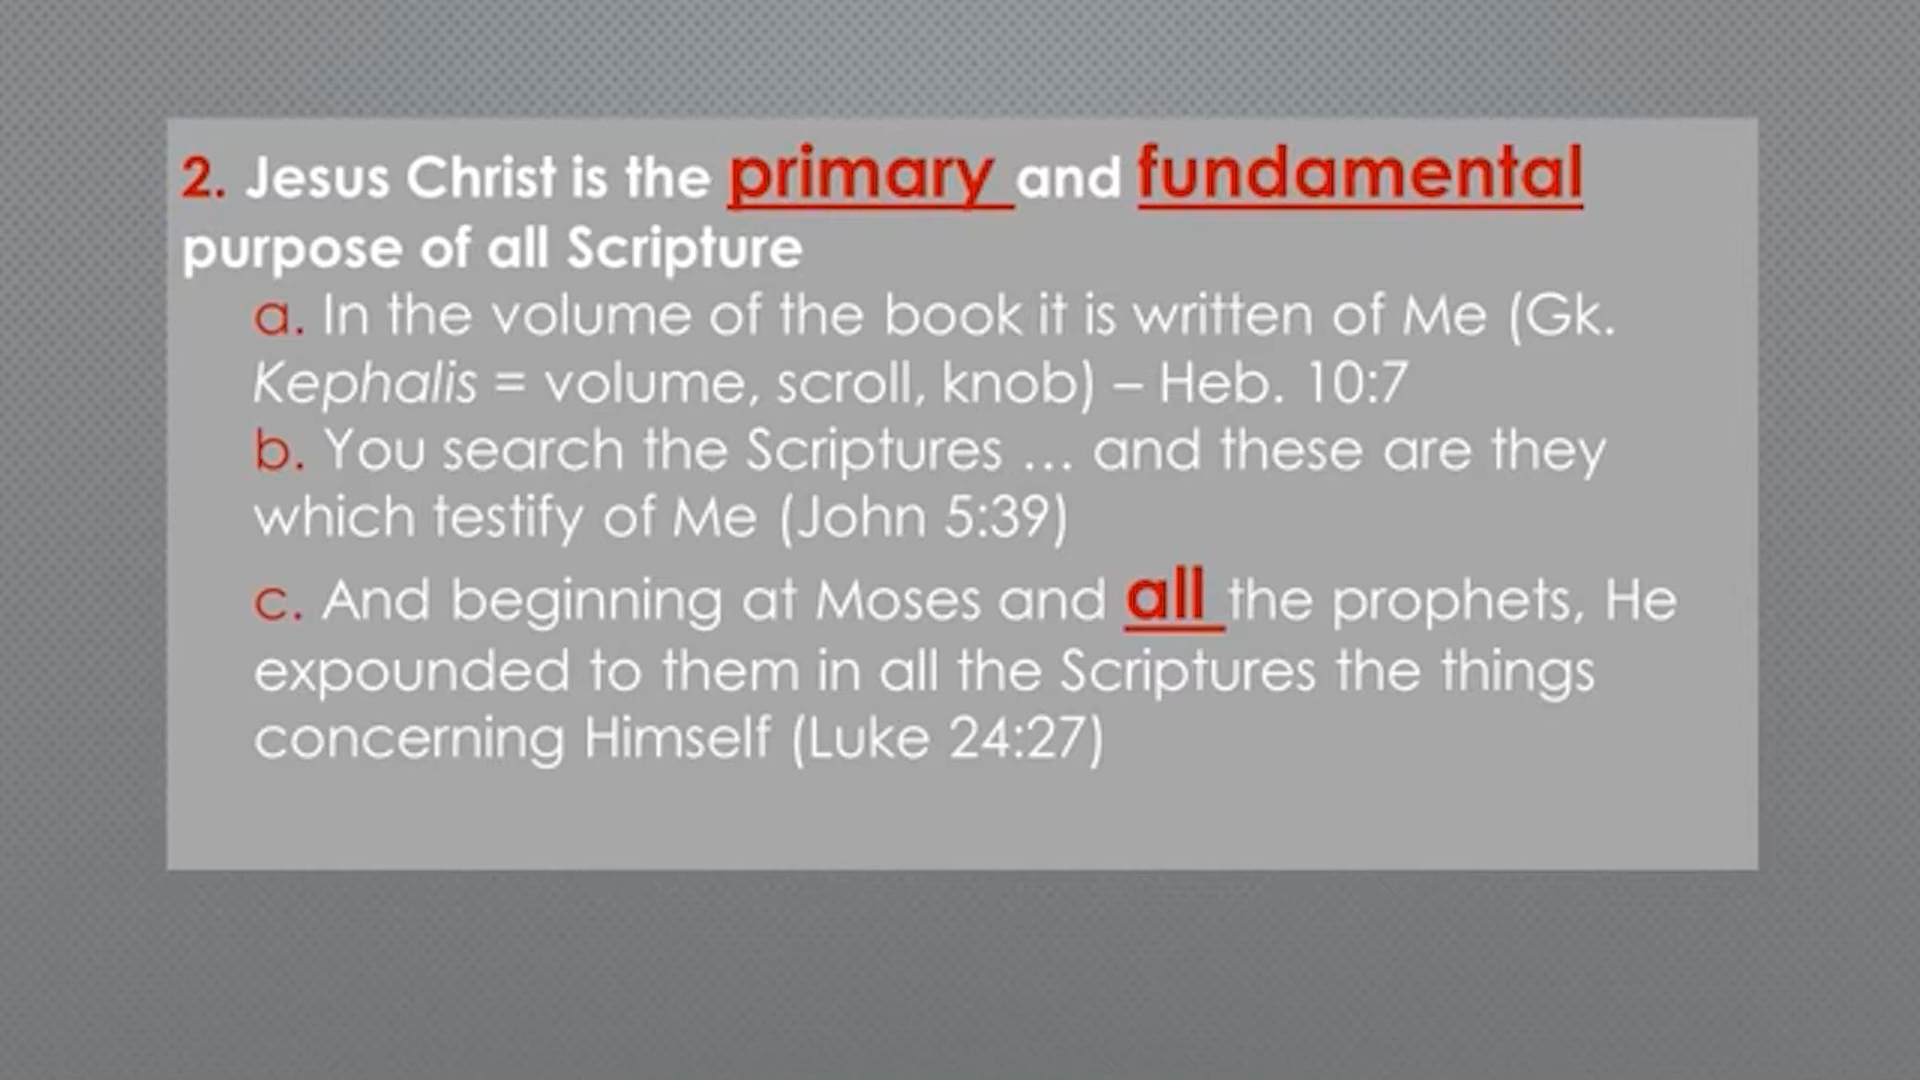 2. Jesus Christ is the primary and fundamental
purpose of all Scripture
a. In the volume of the book it is written of Me (Gk.
Kephalis = volume, scroll, knob) – Heb. 10:7
b. You search the Scriptures … and these are they
which testify of Me (John 5:39)
c. And beginning at Moses and all the prophets, He
expounded to them in all the Scriptures the things
concerning Himself (Luke 24:27)